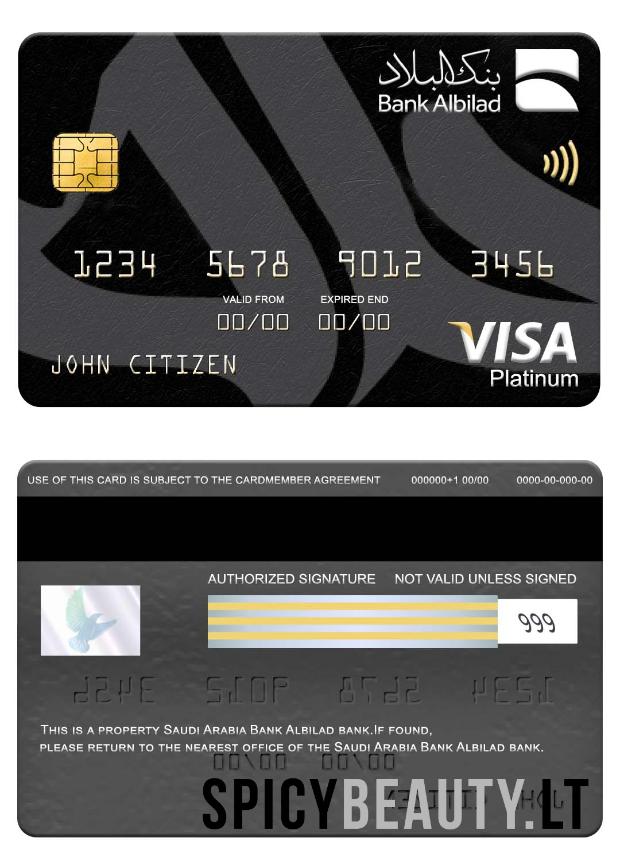 بنك البلاد
Bank Albilad
1234 5678 9012 3456
VALID FROM EXPIRED END
00/00 00/00
JOHN CITIZEN
VISA
Platinum
USE OF THIS CARD IS SUBJECT TO THE CARDMEMBER AGREEMENT 000000+1 00/00 0000-00-000-00
AUTHORIZED SIGNATURE NOT VALID UNLESS SIGNED
999
THIS IS A PROPERTY SAUDI ARABIA BANK ALBILAD BANK.IF FOUND,
PLEASE RETURN TO THE NEAREST OFFICE OF THE SAUDI ARABIA BANK ALBILAD BANK.
SPICYBEAUTY.LT